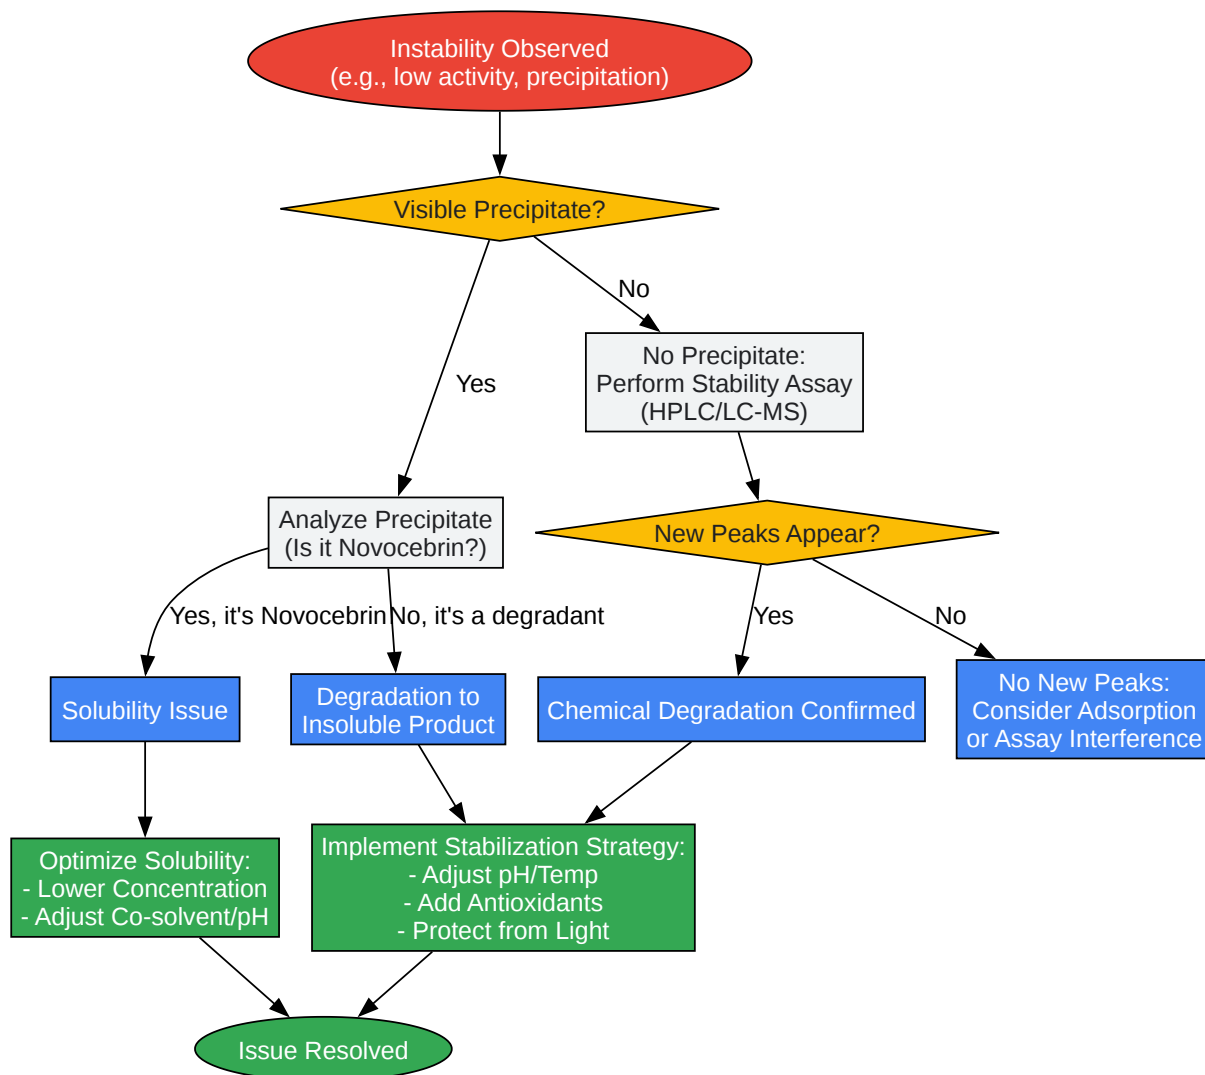 Instability Observed
(e.g., low activity, precipitation)
Visible Precipitate?
No
Yes
No Precipitate:
Perform Stability Assay
(HPLC/LC-MS)
Analyze Precipitate
(Is it Novocebrin?)
New Peaks Appear?
Yes, it's Novocebrin
No, it's a degradant
Yes
No
Solubility Issue
Degradation to
Insoluble Product
Chemical Degradation Confirmed
No New Peaks:
Consider Adsorption
or Assay Interference
Optimize Solubility:
- Lower Concentration
- Adjust Co-solvent/pH
Implement Stabilization Strategy:
- Adjust pH/Temp
- Add Antioxidants
- Protect from Light
Issue Resolved